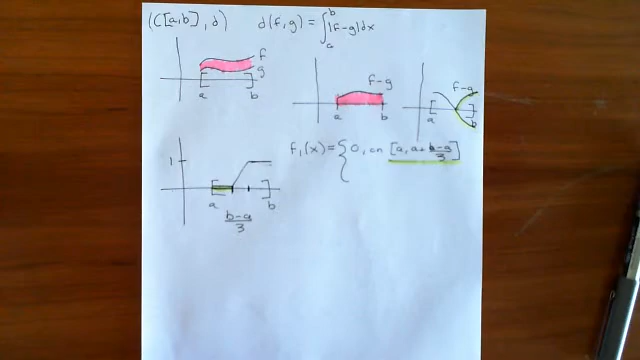 (C[a,b], d) d(f,g) = ∫_a^b |f-g| dx
f
g
a b
f-g
a b
f-g
a b
1
a b
b-a/3
f₁(x) = { 0, on [a, a + b-a/3]